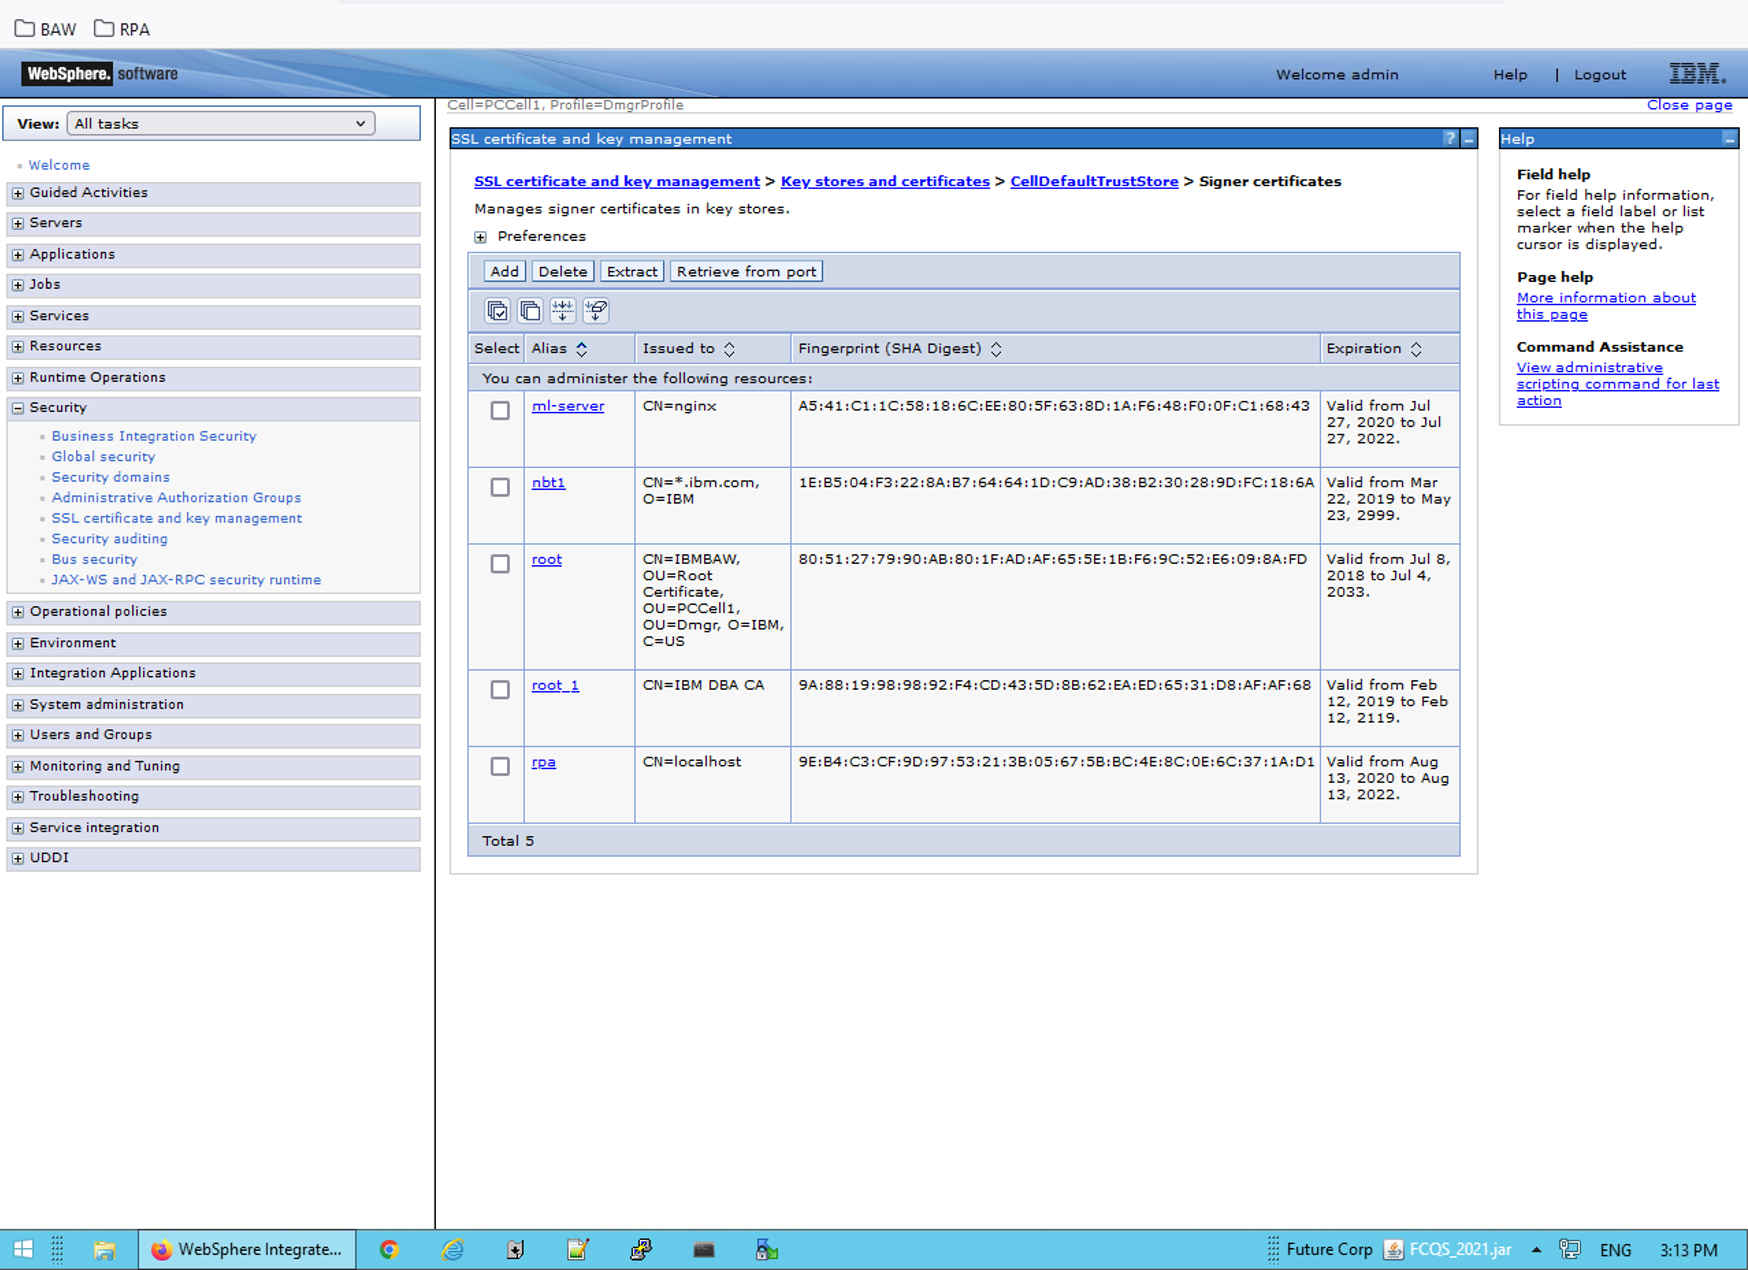 BAW RPA
WebSphere. software
Welcome admin
Help | Logout
IBM.
View: All tasks
Welcome
Guided Activities
Servers
Applications
Jobs
Services
Resources
Runtime Operations
Security
Business Integration Security
Global security
Security domains
Administrative Authorization Groups
SSL certificate and key management
Security auditing
Bus security
JAX-WS and JAX-RPC security runtime
Operational policies
Environment
Integration Applications
System administration
Users and Groups
Monitoring and Tuning
Troubleshooting
Service integration
UDDI
Cell=PCCell1, Profile=DmgrProfile
Close page
SSL certificate and key management
?
SSL certificate and key management > Key stores and certificates > CellDefaultTrustStore > Signer certificates
Manages signer certificates in key stores.
Preferences
Add Delete Extract Retrieve from port
Select Alias Issued to Fingerprint (SHA Digest) Expiration
You can administer the following resources:
ml-server CN=nginx A5:41:C1:1C:58:18:6C:EE:80:5F:63:8D:1A:F6:48:F0:0F:C1:68:43 Valid from Jul
27, 2020 to Jul
27, 2022.
nbt1 CN=*.ibm.com, 1E:B5:04:F3:22:8A:B7:64:64:1D:C9:AD:38:B2:30:28:9D:FC:18:6A Valid from Mar
O=IBM 22, 2019 to May
23, 2999.
root CN=IBMBAW, 80:51:27:79:90:AB:80:1F:AD:AF:65:5E:1B:F6:9C:52:E6:09:8A:FD Valid from Jul 8,
OU=Root 2018 to Jul 4,
Certificate, 2033.
OU=PCCell1,
OU=Dmgr, O=IBM,
C=US
root_1 CN=IBM DBA CA 9A:88:19:98:98:92:F4:CD:43:5D:8B:62:EA:ED:65:31:D8:AF:AF:68 Valid from Feb
12, 2019 to Feb
12, 2119.
rpa CN=localhost 9E:B4:C3:CF:9D:97:53:21:3B:05:67:5B:BC:4E:8C:0E:6C:37:1A:D1 Valid from Aug
13, 2020 to Aug
13, 2022.
Total 5
Help
Field help
For field help information,
select a field label or list
marker when the help
cursor is displayed.
Page help
More information about
this page
Command Assistance
View administrative
scripting command for last
action
WebSphere Integrate...
Future Corp FCQS_2021.jar ENG 3:13 PM